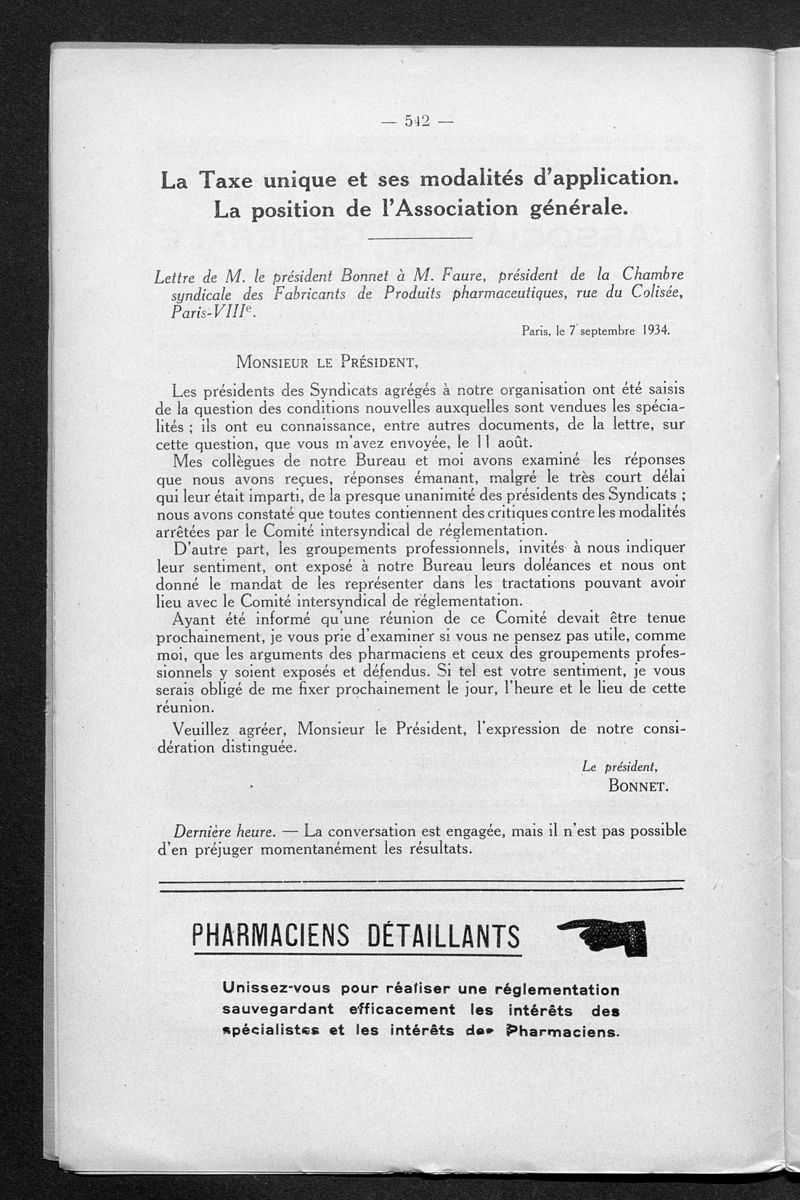 — 542 —
La Taxe unique et ses modalités d'application.
La position de l'Association générale.
Lettre de M. le président Bonnet à M. Faure, président de la Chambre
syndicale des Fabricants de Produits pharmaceutiques, rue du Colisée,
Paris-VIIIe.
Paris, le 7 septembre 1934.
MONSIEUR LE PRÉSIDENT,
Les présidents des Syndicats agrégés à notre organisation ont été saisis
de la question des conditions nouvelles auxquelles sont vendues les spécia-
lités ; ils ont eu connaissance, entre autres documents, de la lettre, sur
cette question, que vous m'avez envoyée, le 11 août.
Mes collègues de notre Bureau et moi avons examiné les réponses
que nous avons reçues, réponses émanant, malgré le très court délai
qui leur était imparti, de la presque unanimité des présidents des Syndicats ;
nous avons constaté que toutes contiennent des critiques contre les modalités
arrêtées par le Comité intersyndical de réglementation.
D'autre part, les groupements professionnels, invités à nous indiquer
leur sentiment, ont exposé à notre Bureau leurs doléances et nous ont
donné le mandat de les représenter dans les tractations pouvant avoir
lieu avec le Comité intersyndical de réglementation.
Ayant été informé qu'une réunion de ce Comité devait être tenue
prochainement, je vous prie d'examiner si vous ne pensez pas utile, comme
moi, que les arguments des pharmaciens et ceux des groupements profes-
sionnels y soient exposés et défendus. Si tel est votre sentiment, je vous
serais obligé de me fixer prochainement le jour, l'heure et le lieu de cette
réunion.
Veuillez agréer, Monsieur le Président, l'expression de notre consi-
dération distinguée.
Le président,
BONNET.
Dernière heure. — La conversation est engagée, mais il n'est pas possible
d'en préjuger momentanément les résultats.
PHARMACIENS DÉTAILLANTS
Unissez-vous pour réaliser une réglementation
sauvegardant efficacement les intérêts des
spécialistes et les intérêts des Pharmaciens.